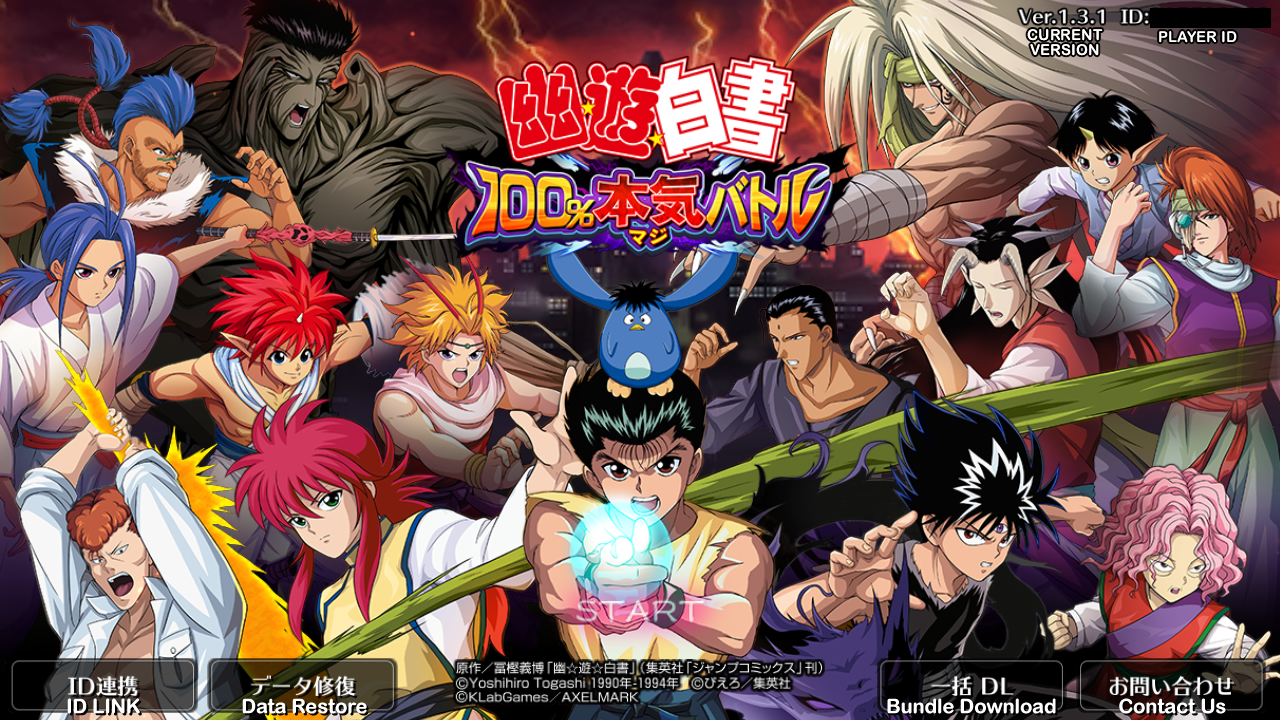 Ver.1.3.1 ID:
CURRENT VERSION
PLAYER ID
幽☆遊☆白書
100%本気バトル
マジ
START
原作／冨樫義博「幽☆遊☆白書」（集英社「ジャンプコミックス」刊）
©Yoshihiro Togashi 1990年-1994年 ©ぴえろ／集英社
©KLabGames／AXELMARK
ID連携
ID LINK
データ修復
Data Restore
一括 DL
Bundle Download
お問い合わせ
Contact Us